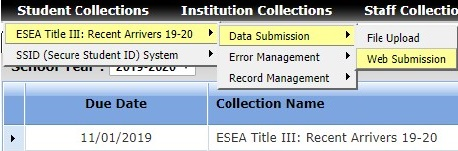 Student Collections Institution Collections Staff Collectio
ESEA Title III: Recent Arrivers 19-20 Data Submission File Upload
SSID (Secure Student ID) System Error Management Web Submission
School Year : 2019-2020 Record Management
Due Date Collection Name
11/01/2019 ESEA Title III: Recent Arrivers 19-20